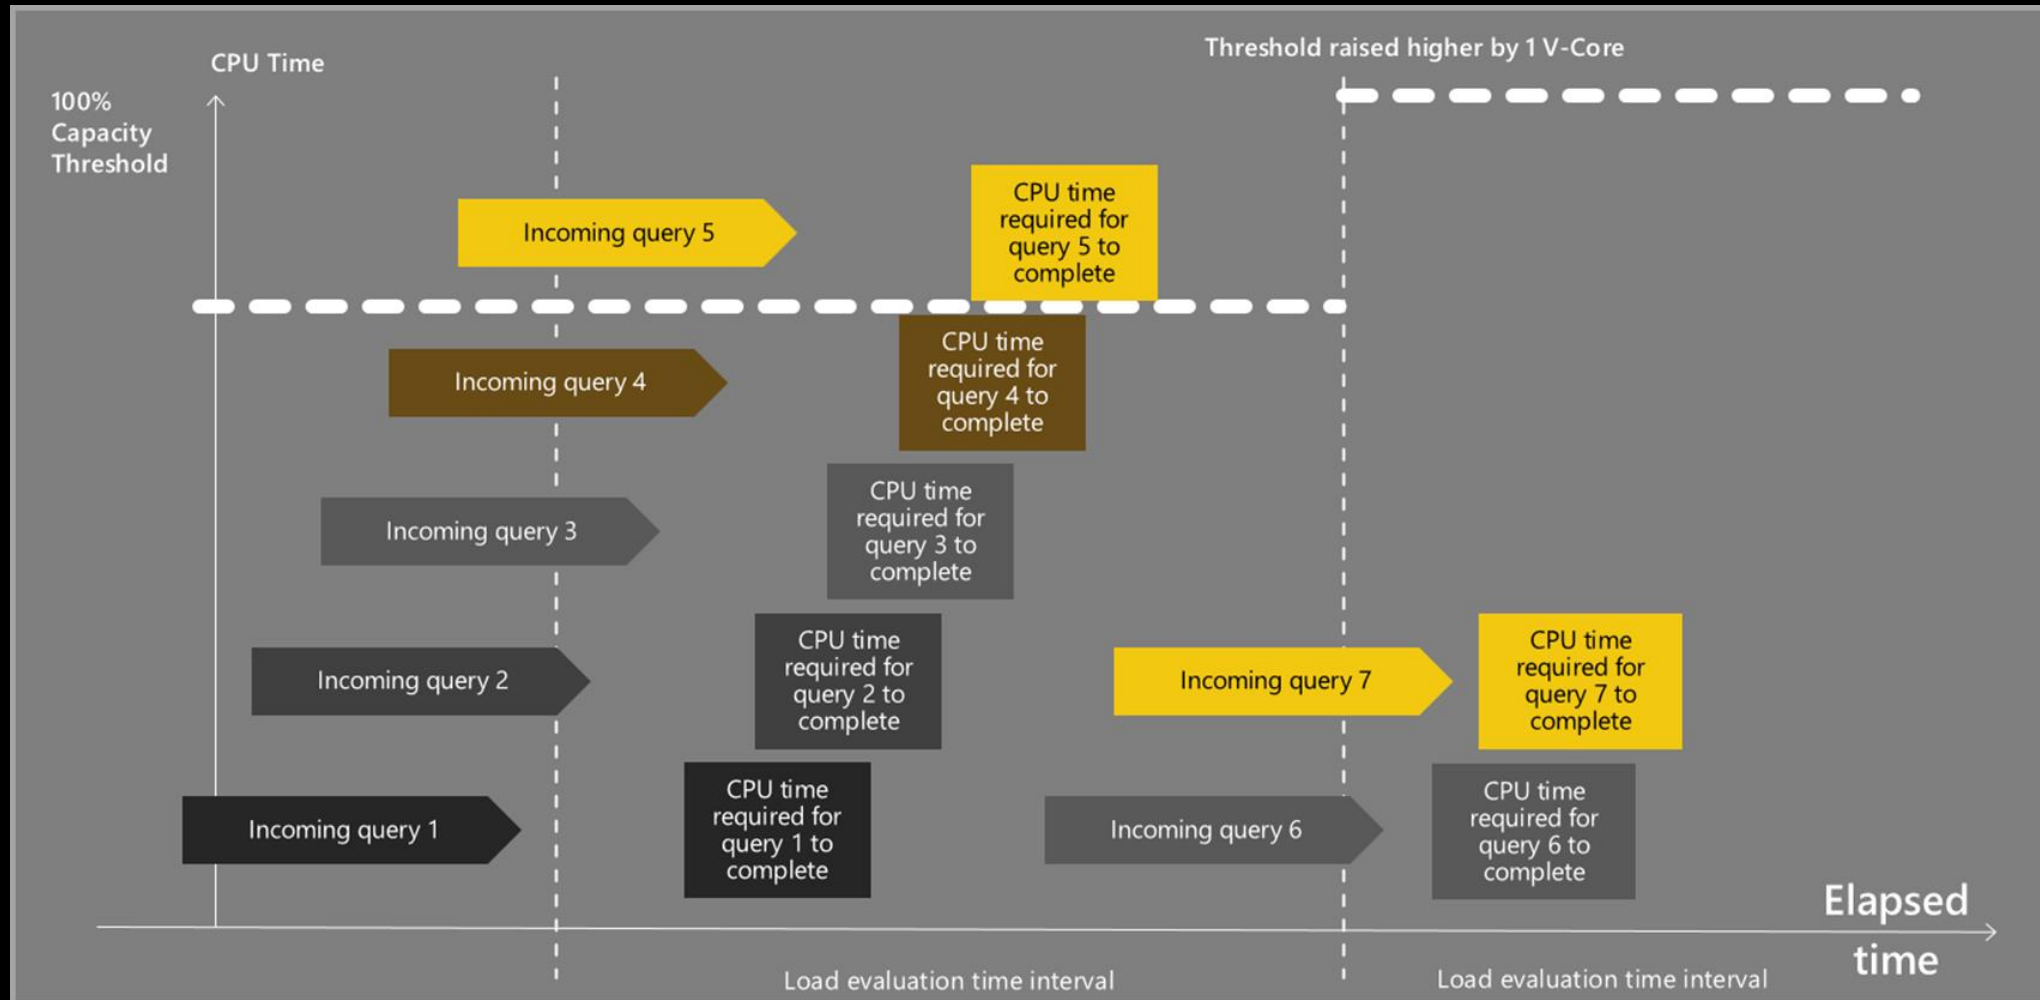 Threshold raised higher by 1 V-Core
CPU Time
100%
Capacity
Threshold
Incoming query 5
CPU time
required for
query 5 to
complete
Incoming query 4
CPU time
required for
query 4 to
complete
Incoming query 3
CPU time
required for
query 3 to
complete
Incoming query 2
CPU time
required for
query 2 to
complete
Incoming query 7
CPU time
required for
query 7 to
complete
Incoming query 1
CPU time
required for
query 1 to
complete
Incoming query 6
CPU time
required for
query 6 to
complete
Elapsed
time
Load evaluation time interval
Load evaluation time interval